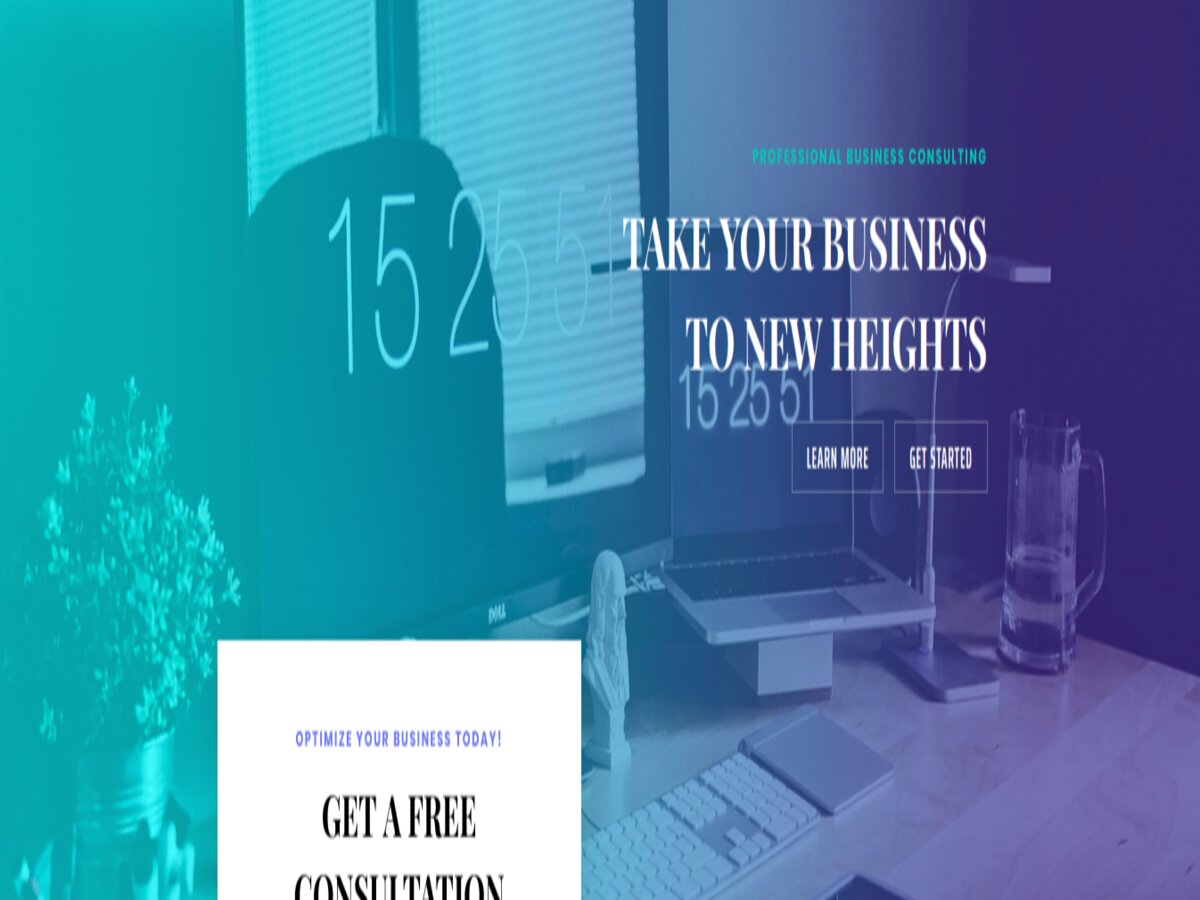 PROFESSIONAL BUSINESS CONSULTING
TAKE YOUR BUSINESS
TO NEW HEIGHTS
15 25 51
15 25 51
LEARN MORE
GET STARTED
DELL
OPTIMIZE YOUR BUSINESS TODAY!
GET A FREE
CONSULTATION